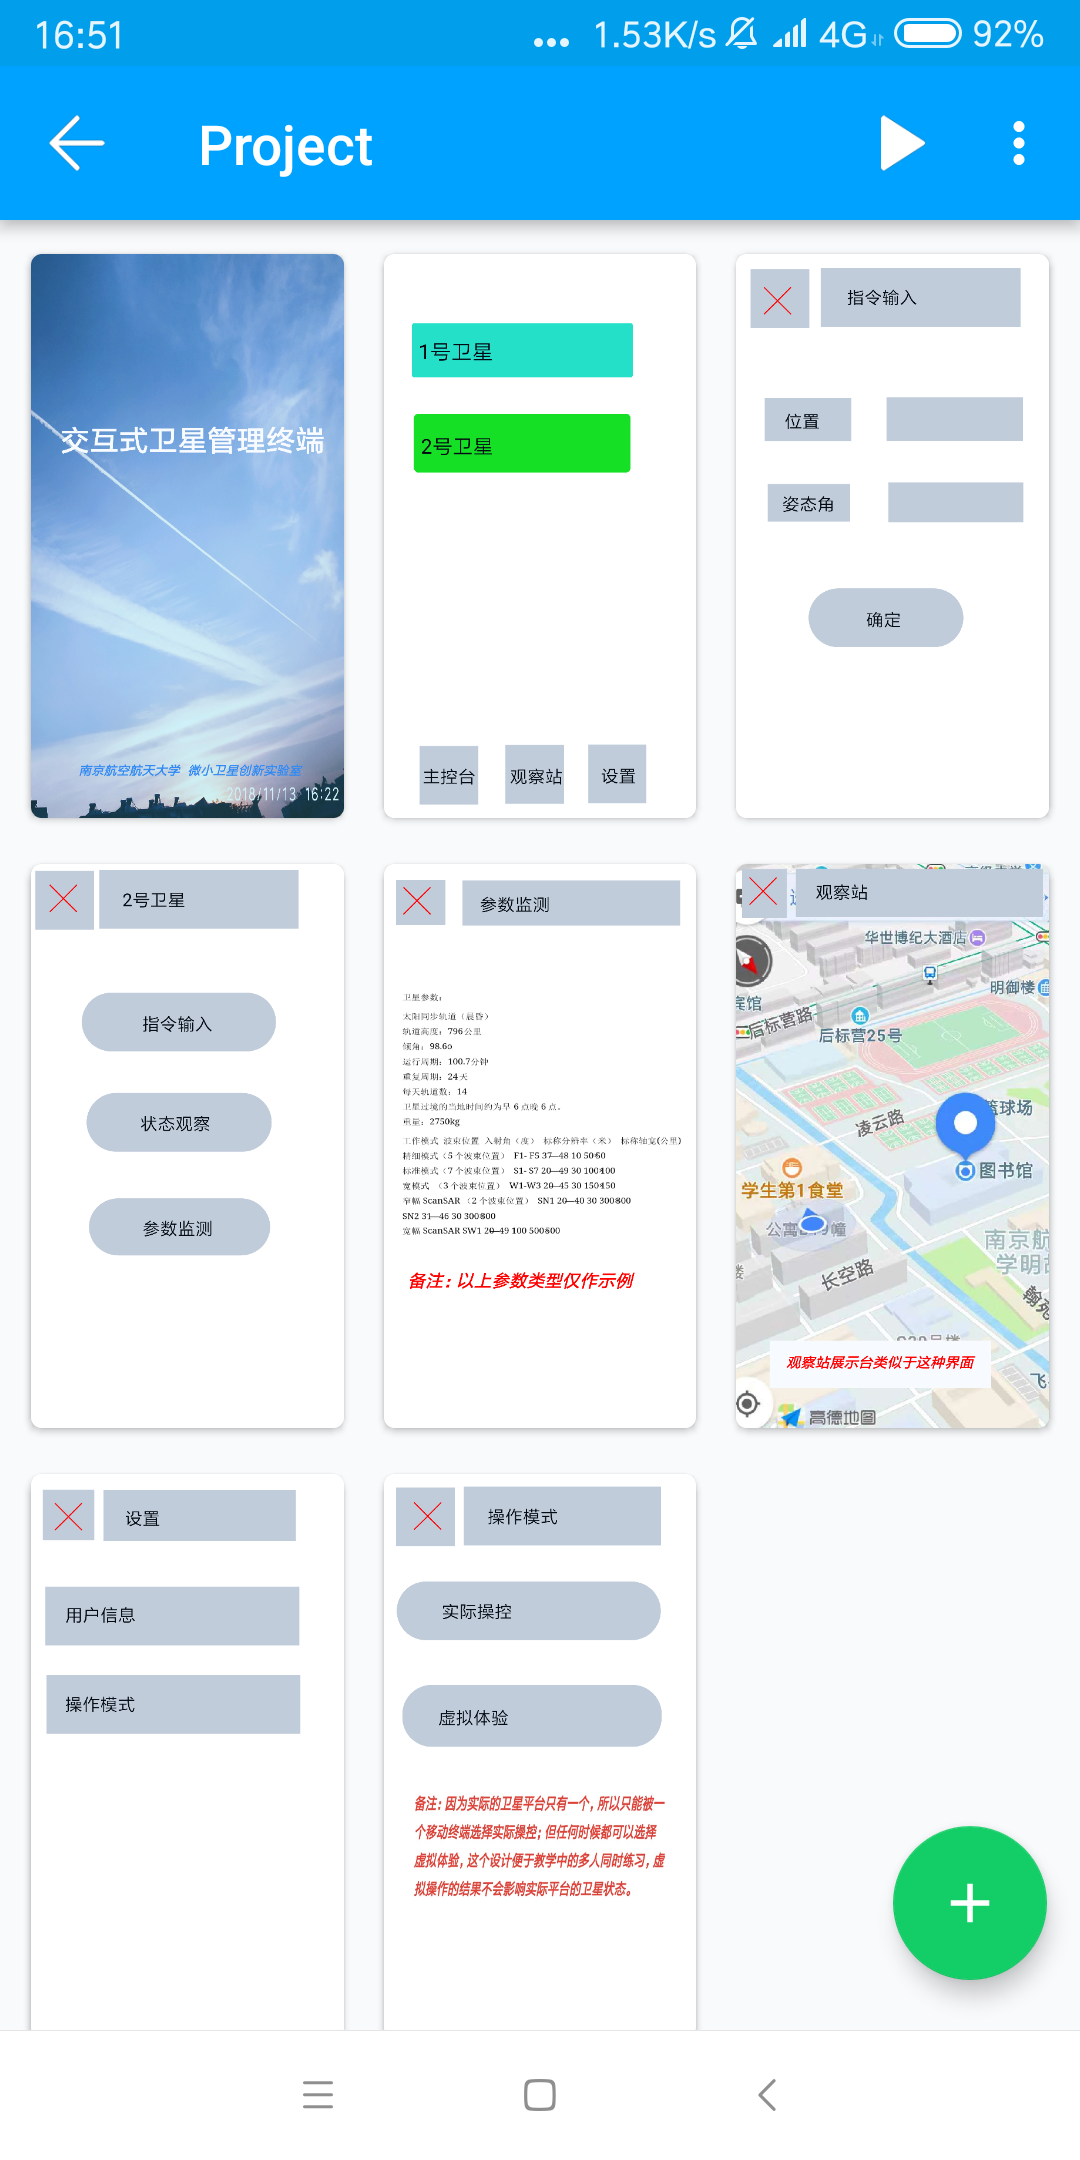 16:51
... 1.53K/s 4G 92%
Project
交互式卫星管理终端
南京航空航天大学 微小卫星创新实验室
2018/11/13 16:22
1号卫星
2号卫星
主控台 观察站 设置
指令输入
位置
姿态角
确定
2号卫星
指令输入
状态观察
参数监测
参数监测
卫星参数:
太阳同步轨道（晨昏）
轨道高度：796公里
倾角：98.6o
运行周期：100.7分钟
重复周期：24天
每天轨道数：14
卫星过境的当地时间约为早 6 点晚 6 点。
重量：2750kg
工作模式 波束位置 入射角（度） 标称分辨率（米） 标称轴宽(公里)
精细模式（5 个波束位置） F1- F5 37—48 10 50·60
标准模式（7 个波束位置） S1- S7 20—49 30 100·100
宽模式 （3 个波束位置） W1-W3 20—45 30 150·150
窄幅 ScanSAR （2 个波束位置） SN1 20—40 30 300·300
SN2 31—46 30 300·300
宽幅 ScanSAR SW1 20—49 100 500·500
备注：以上参数类型仅作示例
观察站
华世博纪大酒店
明御楼
宾馆
后标营路
后标营25号
篮球场
凌云路
图书馆
学生第1食堂
公寓
幢
南京航
学明故
楼
长空路
翰苑
飞
观察站展示台类似于这种界面
高德地图
设置
用户信息
操作模式
操作模式
实际操控
虚拟体验
备注：因为实际的卫星平台只有一个，所以只能被一
个移动终端选择实际操控；但任何时候都可以选择
虚拟体验，这个设计便于教学中的多人同时练习，虚
拟操作的结果不会影响实际平台的卫星状态。